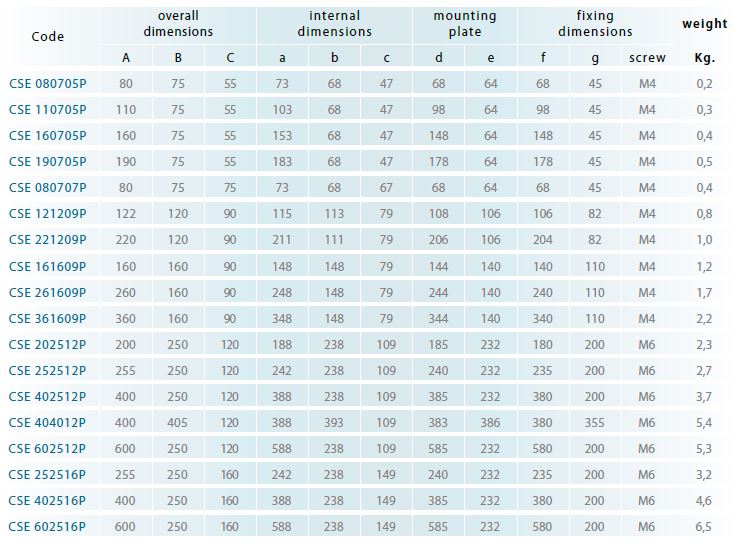 Code overall dimensions internal dimensions mounting plate fixing dimensions weight
A B C a b c d e f g screw Kg.
CSE 080705P 80 75 55 73 68 47 68 64 68 45 M4 0,2
CSE 110705P 110 75 55 103 68 47 98 64 98 45 M4 0,3
CSE 160705P 160 75 55 153 68 47 148 64 148 45 M4 0,4
CSE 190705P 190 75 55 183 68 47 178 64 178 45 M4 0,5
CSE 080707P 80 75 75 73 68 67 68 64 68 45 M4 0,4
CSE 121209P 122 120 90 115 113 79 108 106 106 82 M4 0,8
CSE 221209P 220 120 90 211 111 79 206 106 204 82 M4 1,0
CSE 161609P 160 160 90 148 148 79 144 140 140 110 M4 1,2
CSE 261609P 260 160 90 248 148 79 244 140 240 110 M4 1,7
CSE 361609P 360 160 90 348 148 79 344 140 340 110 M4 2,2
CSE 202512P 200 250 120 188 238 109 185 232 180 200 M6 2,3
CSE 252512P 255 250 120 242 238 109 240 232 235 200 M6 2,7
CSE 402512P 400 250 120 388 238 109 385 232 380 200 M6 3,7
CSE 404012P 400 405 120 388 393 109 383 386 380 355 M6 5,4
CSE 602512P 600 250 120 588 238 109 585 232 580 200 M6 5,3
CSE 252516P 255 250 160 242 238 149 240 232 235 200 M6 3,2
CSE 402516P 400 250 160 388 238 149 385 232 380 200 M6 4,6
CSE 602516P 600 250 160 588 238 149 585 232 580 200 M6 6,5